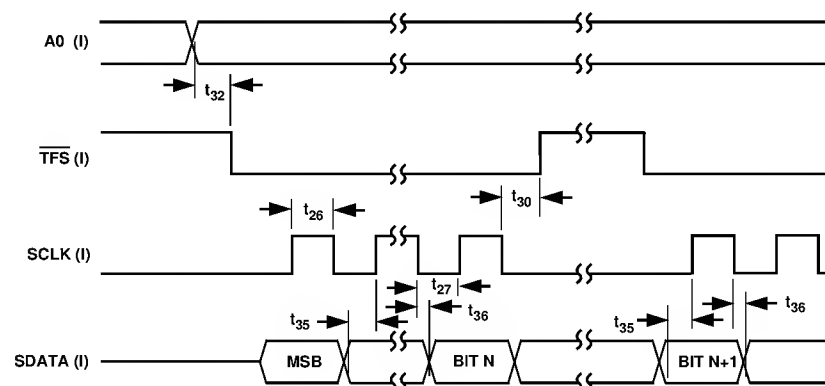 A0 (I)
t32
TFS (I)
t30
t26
SCLK (I)
t27
t35
t36
t35
t36
SDATA (I)
MSB
BIT N
BIT N+1